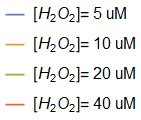 [H₂O₂]= 5 uM
[H₂O₂]= 10 uM
[H₂O₂]= 20 uM
[H₂O₂]= 40 uM